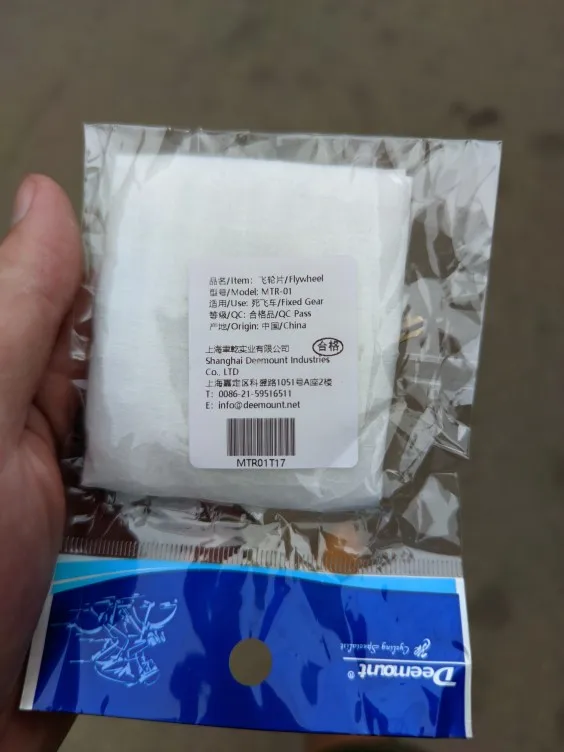 品名/Item: 飞轮片/Flywheel
型号/Model: MTR-01
适用/Use: 死飞车/Fixed Gear
等级/QC: 合格品/QC Pass
产地/Origin: 中国/China
上海聿乾实业有限公司
合格
Shanghai Deemount Industries
Co., LTD
上海嘉定区科盛路1051号A座2楼
T: 0086-21-59516511
E: info@deemount.net
MTR01T17
Deemount®
Cycling Specialist